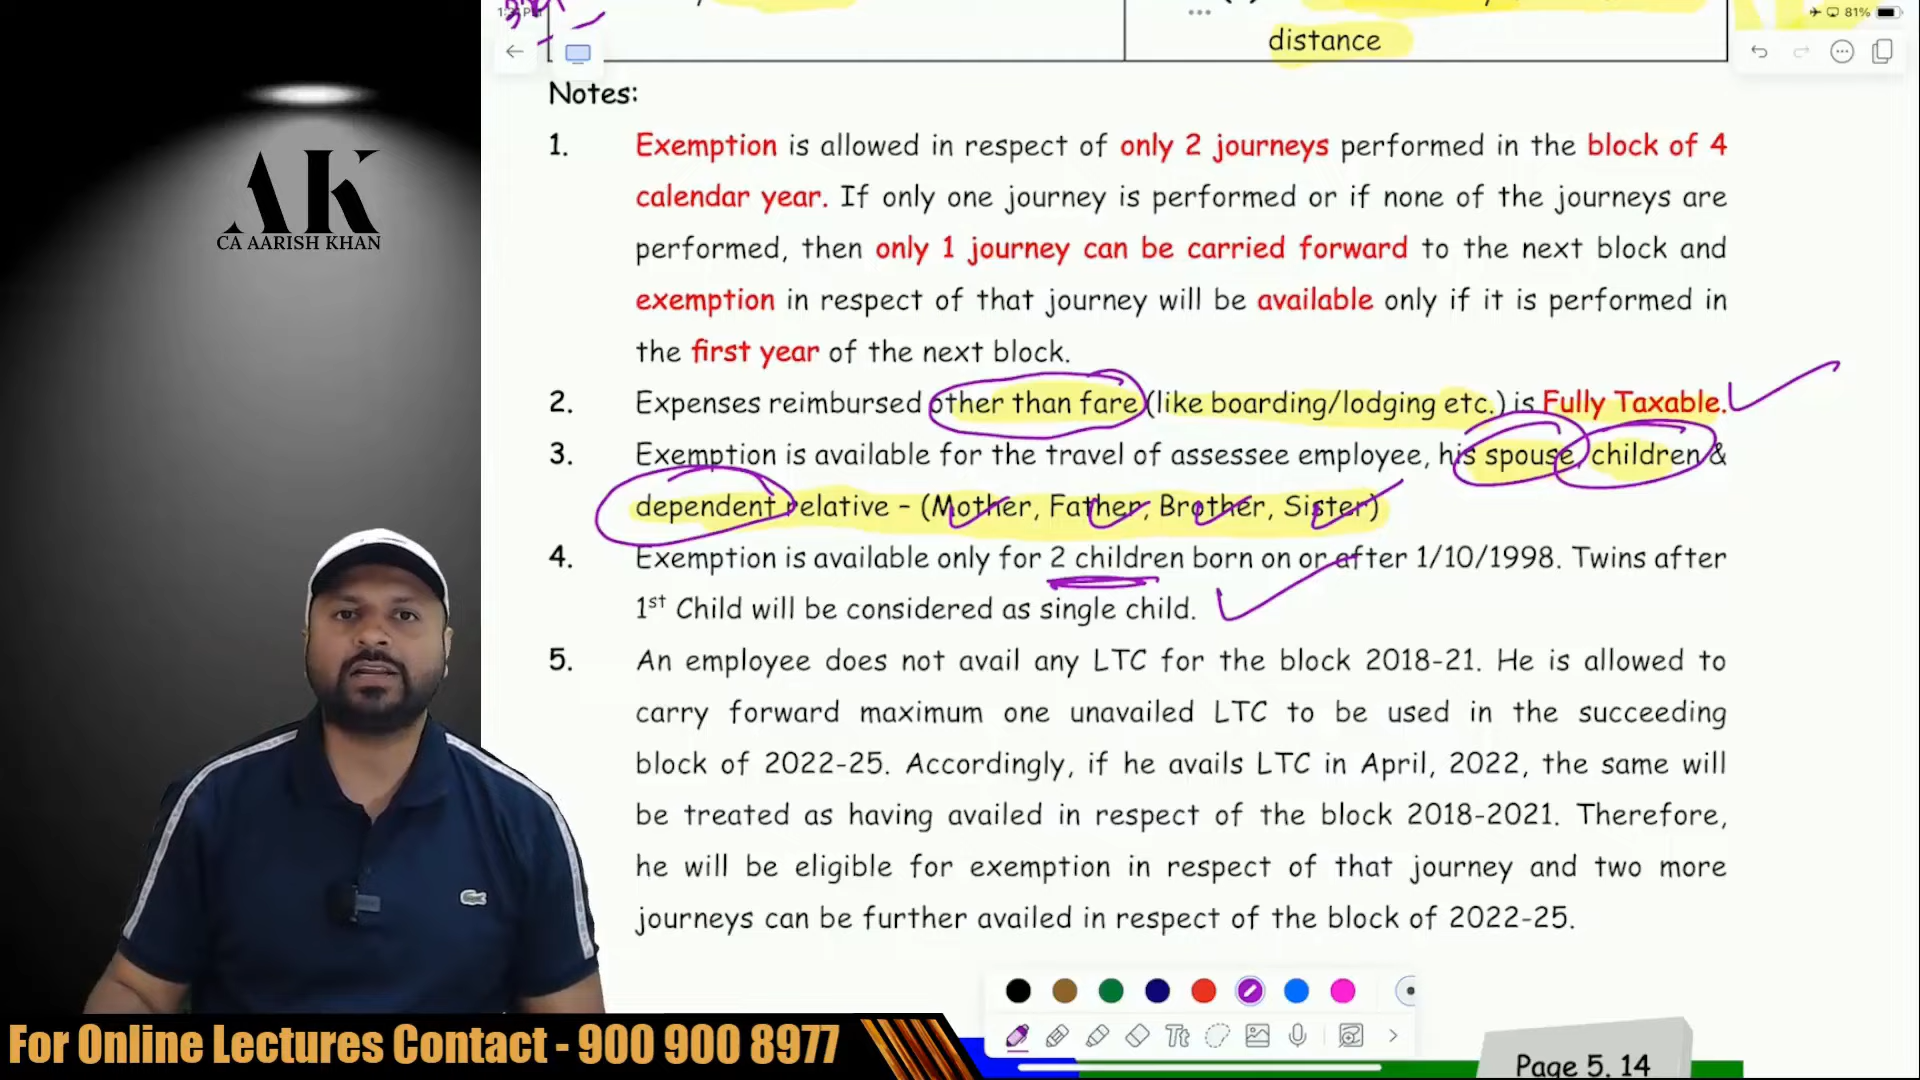 81%
distance
Notes:
1. Exemption is allowed in respect of only 2 journeys performed in the block of 4
calendar year. If only one journey is performed or if none of the journeys are
performed, then only 1 journey can be carried forward to the next block and
exemption in respect of that journey will be available only if it is performed in
the first year of the next block.
2. Expenses reimbursed other than fare (like boarding/lodging etc.) is Fully Taxable.
3. Exemption is available for the travel of assessee employee, his spouse, children &
dependent relative – (Mother, Father, Brother, Sister)
4. Exemption is available only for 2 children born on or after 1/10/1998. Twins after
1st Child will be considered as single child.
5. An employee does not avail any LTC for the block 2018-21. He is allowed to
carry forward maximum one unavailed LTC to be used in the succeeding
block of 2022-25. Accordingly, if he avails LTC in April, 2022, the same will
be treated as having availed in respect of the block 2018-2021. Therefore,
he will be eligible for exemption in respect of that journey and two more
journeys can be further availed in respect of the block of 2022-25.
AK
CA AARISH KHAN
Tt
For Online Lectures Contact - 900 900 8977
Page 5. 14